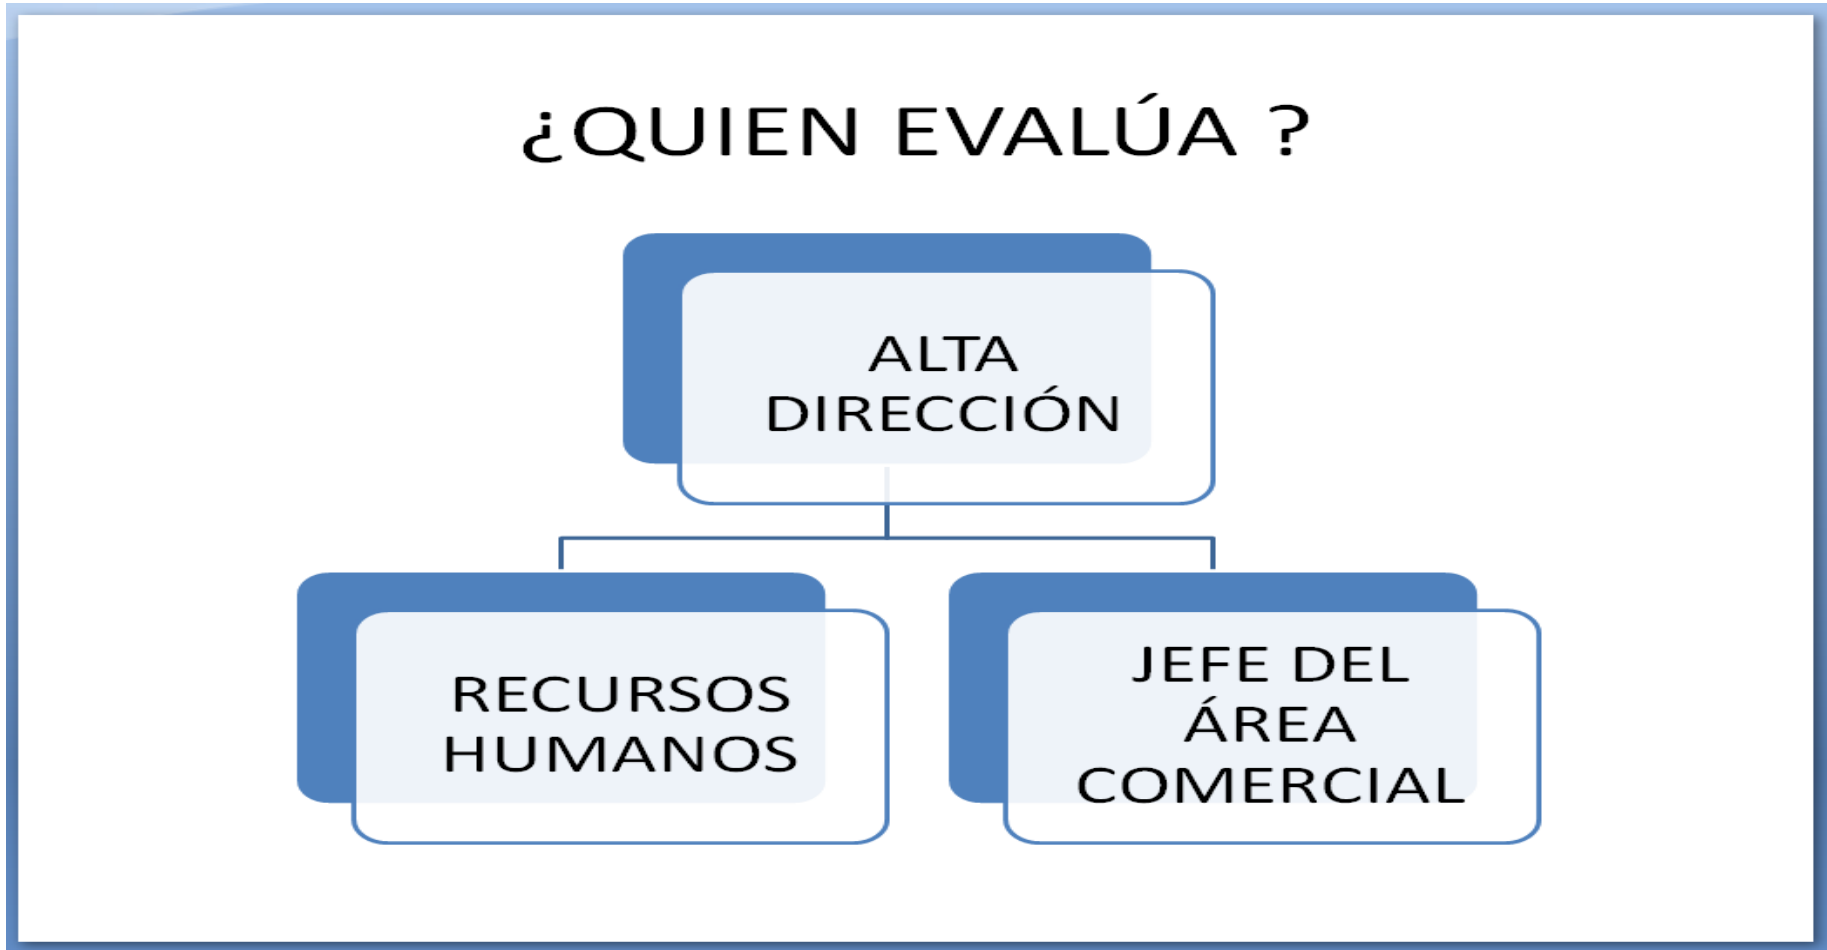 ¿QUIEN EVALÚA ?
ALTA
DIRECCIÓN
RECURSOS
HUMANOS
JEFE DEL
ÁREA
COMERCIAL